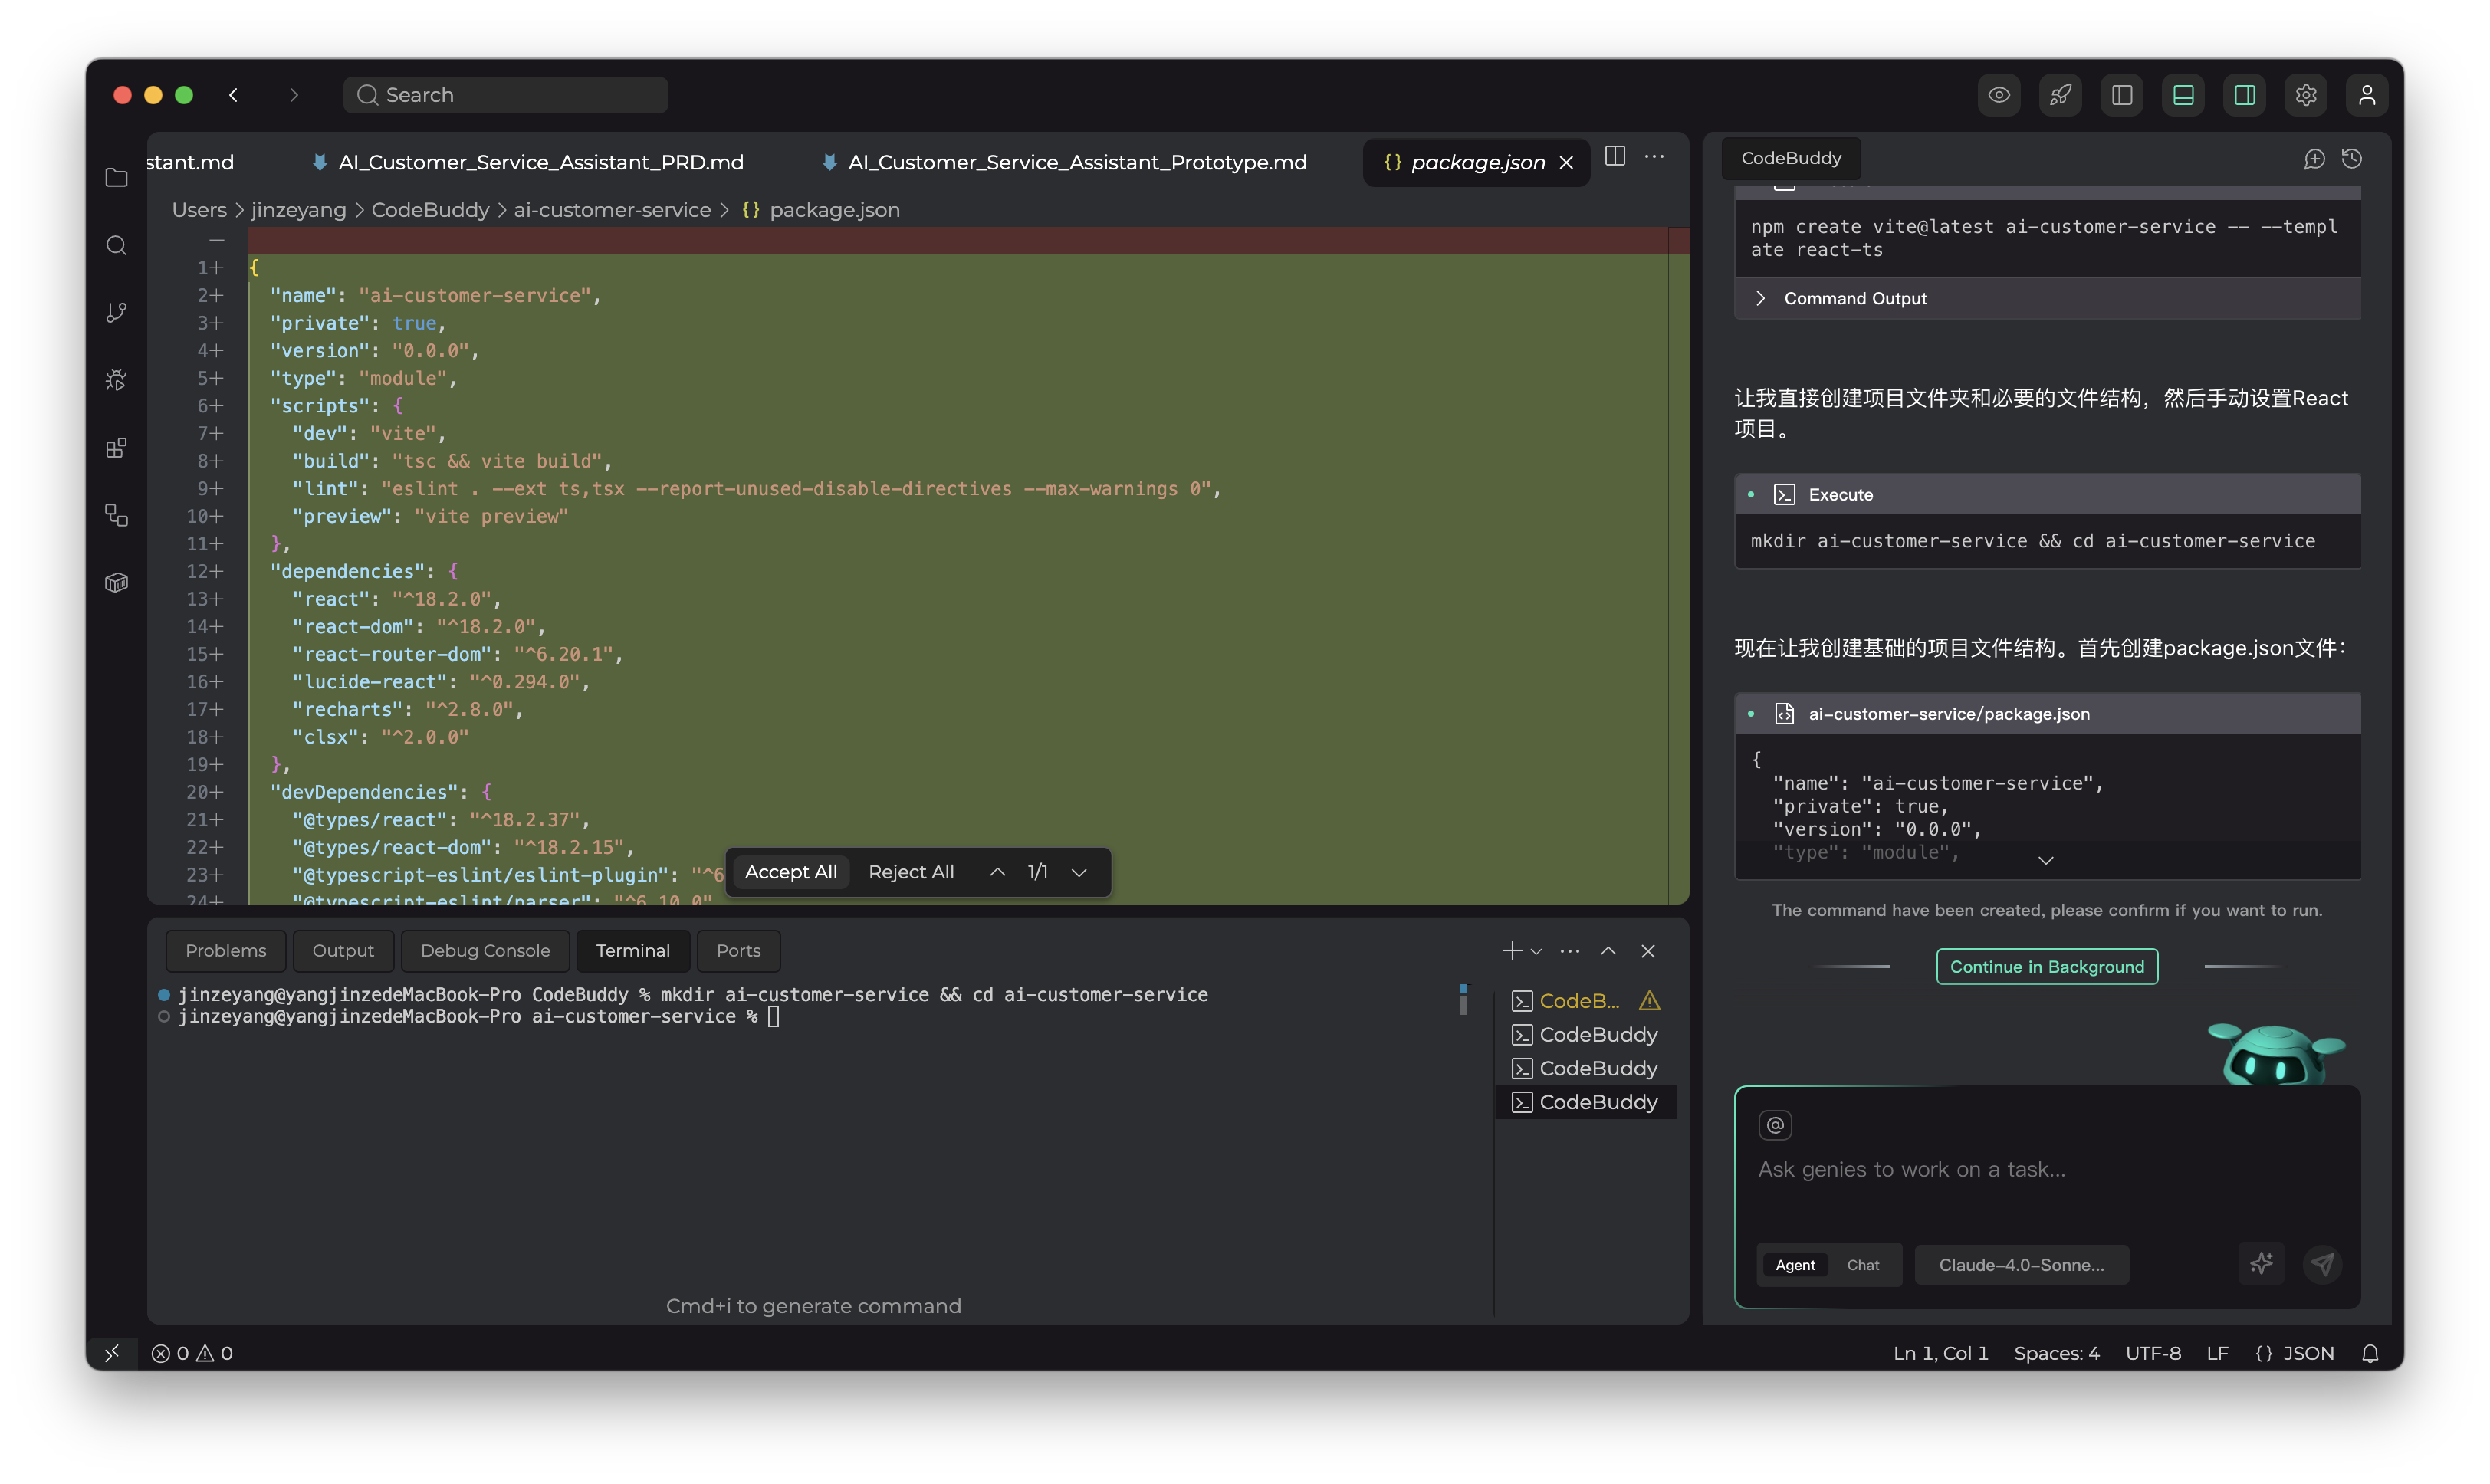 Search
stant.md
AI_Customer_Service_Assistant_PRD.md
AI_Customer_Service_Assistant_Prototype.md
{} package.json
Users > jinzeyang > CodeBuddy > ai-customer-service > {} package.json
1+ {
2+ "name": "ai-customer-service",
3+ "private": true,
4+ "version": "0.0.0",
5+ "type": "module",
6+ "scripts": {
7+ "dev": "vite",
8+ "build": "tsc && vite build",
9+ "lint": "eslint . --ext ts,tsx --report-unused-disable-directives --max-warnings 0",
10+ "preview": "vite preview"
11+ },
12+ "dependencies": {
13+ "react": "^18.2.0",
14+ "react-dom": "^18.2.0",
15+ "react-router-dom": "^6.20.1",
16+ "lucide-react": "^0.294.0",
17+ "recharts": "^2.8.0",
18+ "clsx": "^2.0.0"
19+ },
20+ "devDependencies": {
21+ "@types/react": "^18.2.37",
22+ "@types/react-dom": "^18.2.15",
23+ "@typescript-eslint/eslint-plugin": "^6
24+ "@typescript-eslint/parser": "^6.10.0"
Accept All
Reject All
1/1
Problems
Output
Debug Console
Terminal
Ports
jinzeyang@yangjinzedeMacBook-Pro CodeBuddy % mkdir ai-customer-service && cd ai-customer-service
jinzeyang@yangjinzedeMacBook-Pro ai-customer-service %
CodeB...
CodeBuddy
CodeBuddy
CodeBuddy
Cmd+i to generate command
CodeBuddy
npm create vite@latest ai-customer-service -- --templ
ate react-ts
Command Output
让我直接创建项目文件夹和必要的文件结构，然后手动设置React
项目。
Execute
mkdir ai-customer-service && cd ai-customer-service
现在让我创建基础的项目文件结构。首先创建package.json文件：
ai-customer-service/package.json
{
"name": "ai-customer-service",
"private": true,
"version": "0.0.0",
"type": "module",
The command have been created, please confirm if you want to run.
Continue in Background
@
Ask genies to work on a task...
Agent
Chat
Claude-4.0-Sonne...
0 0
Ln 1, Col 1
Spaces: 4
UTF-8
LF
{} JSON